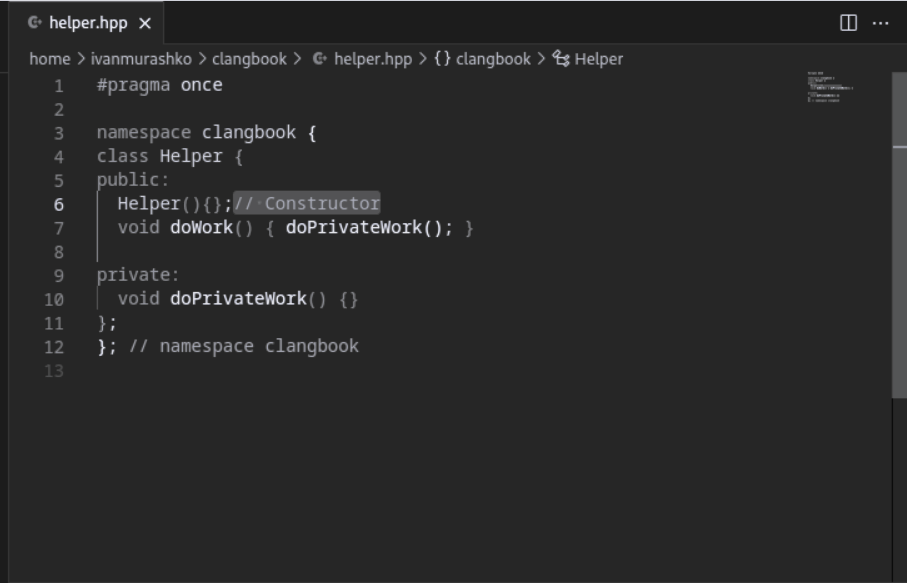 helper.hpp
home > ivanmurashko > clangbook > helper.hpp > {} clangbook > Helper
1 #pragma once
2
3 namespace clangbook {
4 class Helper {
5 public:
6   Helper(){};// Constructor
7   void doWork() { doPrivateWork(); }
8
9 private:
10   void doPrivateWork() {}
11 };
12 }; // namespace clangbook
13